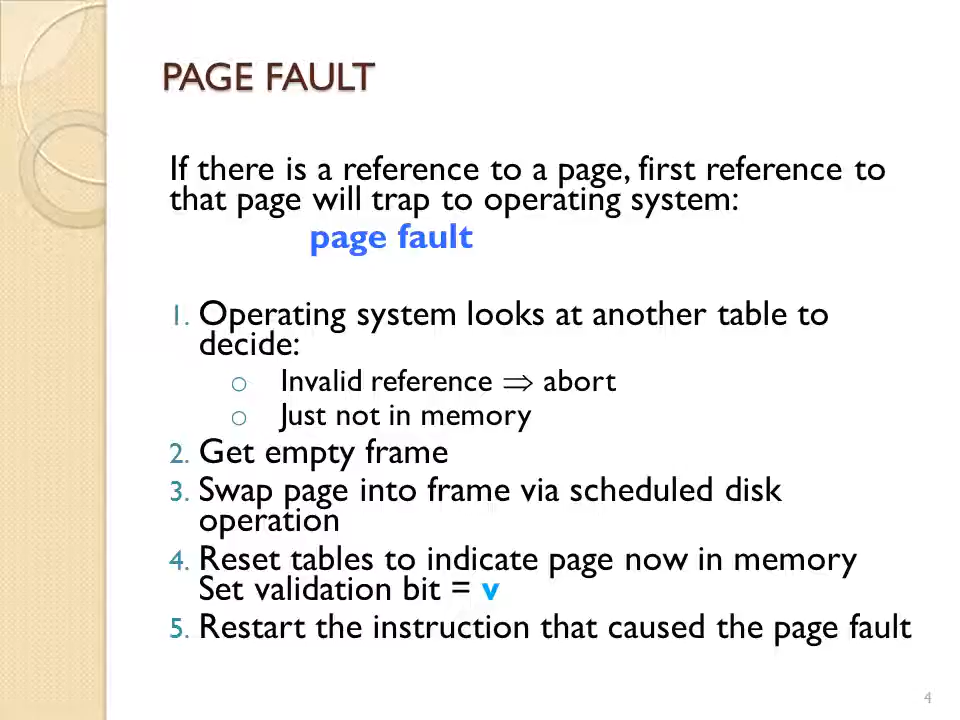 PAGE FAULT
If there is a reference to a page, first reference to
that page will trap to operating system:
page fault
1. Operating system looks at another table to
decide:
o Invalid reference ⇒ abort
o Just not in memory
2. Get empty frame
3. Swap page into frame via scheduled disk
operation
4. Reset tables to indicate page now in memory
Set validation bit = v
5. Restart the instruction that caused the page fault
4